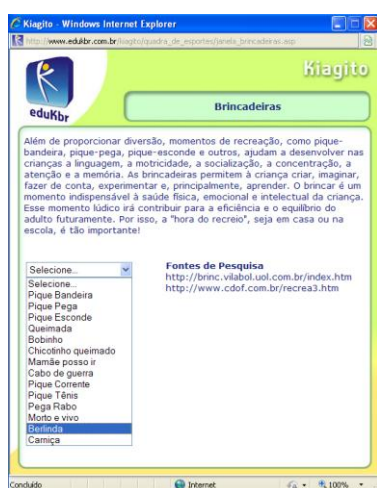 Kiagito - Windows Internet Explorer
http://www.edukbr.com.br/kiagito/quadra_de_esportes/janela_brincadeiras.asp
Kiagito
eduKbr
Brincadeiras
Além de proporcionar diversão, momentos de recreação, como pique-
bandeira, pique-pega, pique-esconde e outros, ajudam a desenvolver nas
crianças a linguagem, a motricidade, a socialização, a concentração, a
atenção e a memória. As brincadeiras permitem à criança criar, imaginar,
fazer de conta, experimentar e, principalmente, aprender. O brincar é um
momento indispensável à saúde física, emocional e intelectual da criança.
Esse momento lúdico irá contribuir para a eficiência e o equilíbrio do
adulto futuramente. Por isso, a "hora do recreio", seja em casa ou na
escola, é tão importante!
Selecione...
Fontes de Pesquisa
http://brinc.vilabol.uol.com.br/index.htm
http://www.cdof.com.br/recrea3.htm
Selecione...
Pique Bandeira
Pique Pega
Pique Esconde
Queimada
Bobinho
Chicotinho queimado
Mamãe posso ir
Cabo de guerra
Pique Corrente
Pique Tênis
Pega Rabo
Morto e vivo
Berlinda
Carniça
Concluído
Internet
100%